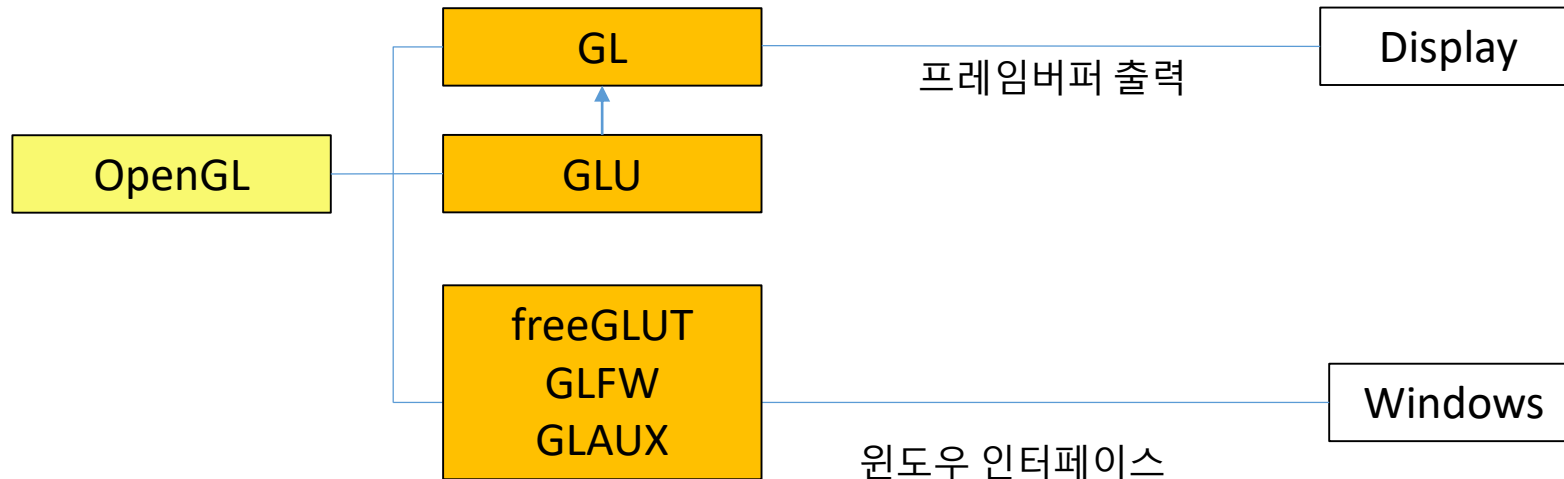 GL
Display
프레임버퍼 출력
OpenGL
GLU
freeGLUT
GLFW
GLAUX
Windows
윈도우 인터페이스